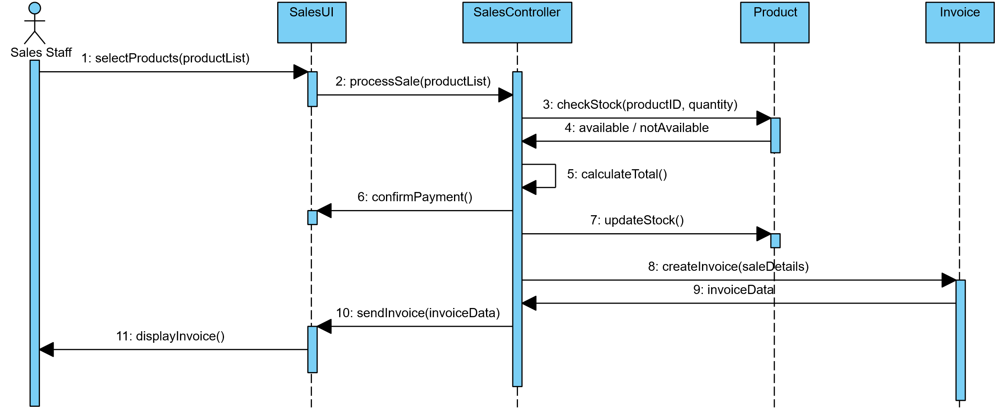 SalesUI
SalesController
Product
Invoice
Sales Staff
1: selectProducts(productList)
2: processSale(productList)
3: checkStock(productID, quantity)
4: available / notAvailable
5: calculateTotal()
6: confirmPayment()
7: updateStock()
8: createInvoice(saleDetails)
9: invoiceData
10: sendInvoice(invoiceData)
11: displayInvoice()